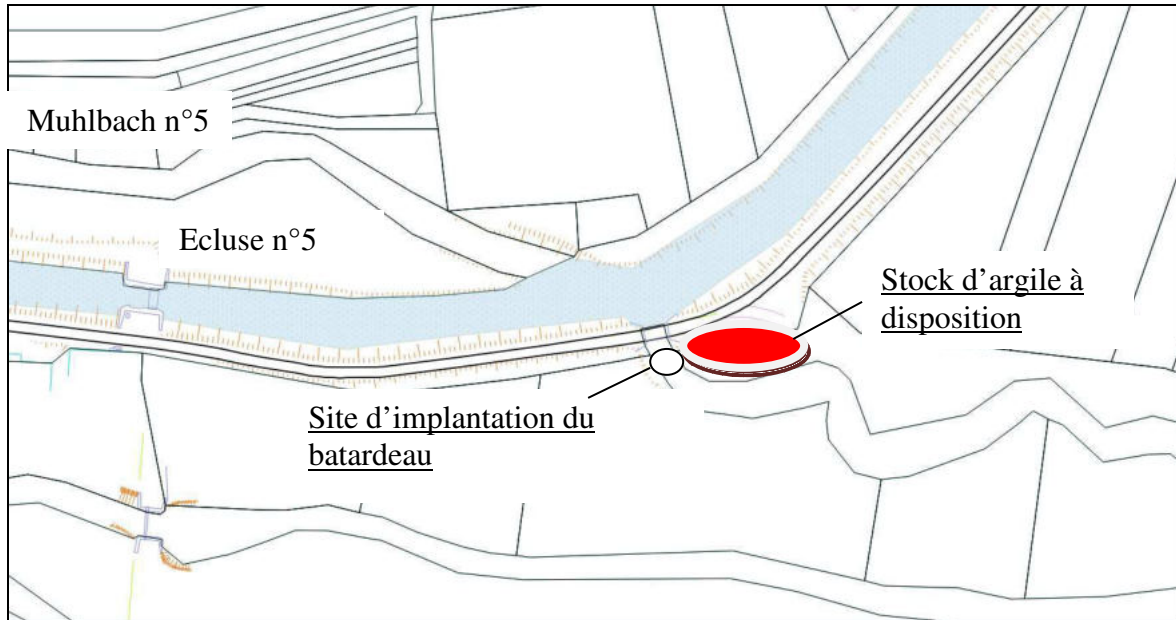 Muhlbach n°5
Ecluse n°5
Stock d'argile à
disposition
Site d'implantation du
batardeau